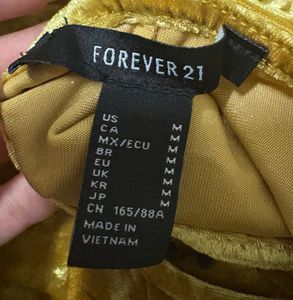 FOREVER 21
US M
CA M
MX/ECU M
BR M
EU M
UK M
KR M
JP M
CN 165/88A
MADE IN
VIETNAM